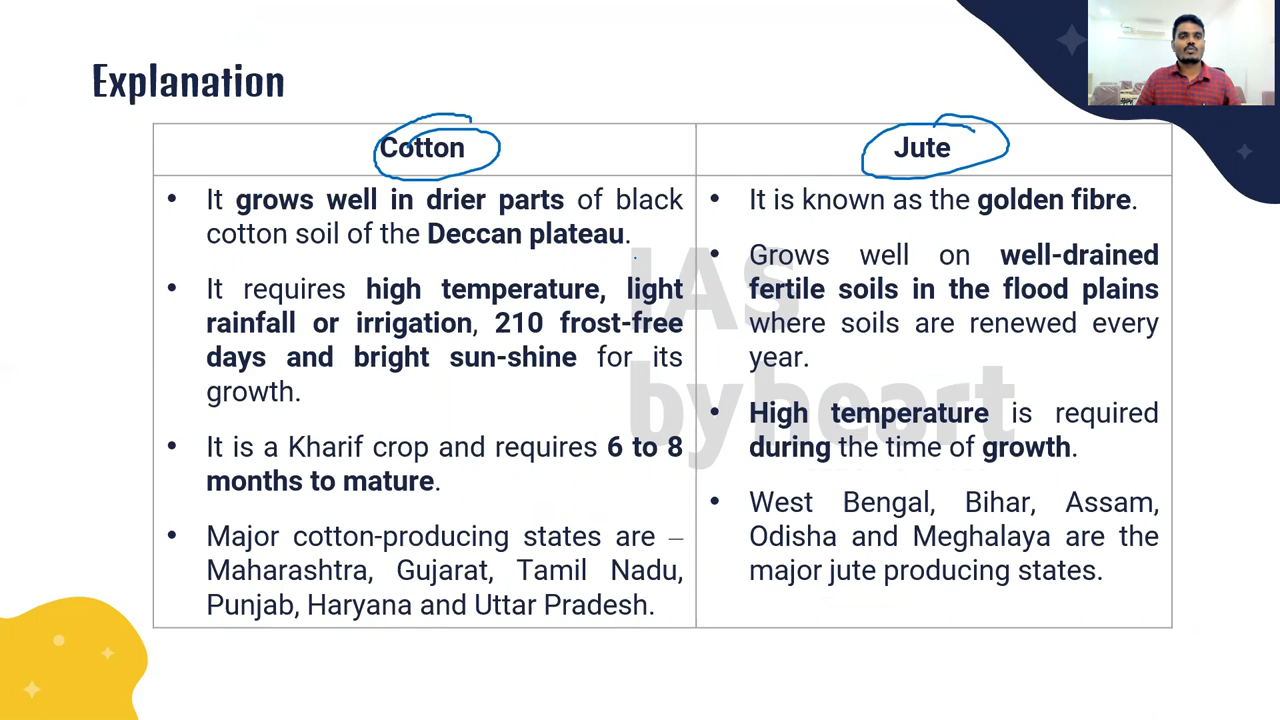 Explanation
Cotton
• It grows well in drier parts of black
cotton soil of the Deccan plateau.
• It requires high temperature, light
rainfall or irrigation, 210 frost-free
days and bright sun-shine for its
growth.
• It is a Kharif crop and requires 6 to 8
months to mature.
• Major cotton-producing states are –
Maharashtra, Gujarat, Tamil Nadu,
Punjab, Haryana and Uttar Pradesh.
Jute
• It is known as the golden fibre.
• Grows well on well-drained
fertile soils in the flood plains
where soils are renewed every
year.
• High temperature is required
during the time of growth.
• West Bengal, Bihar, Assam,
Odisha and Meghalaya are the
major jute producing states.
IAS
by heart